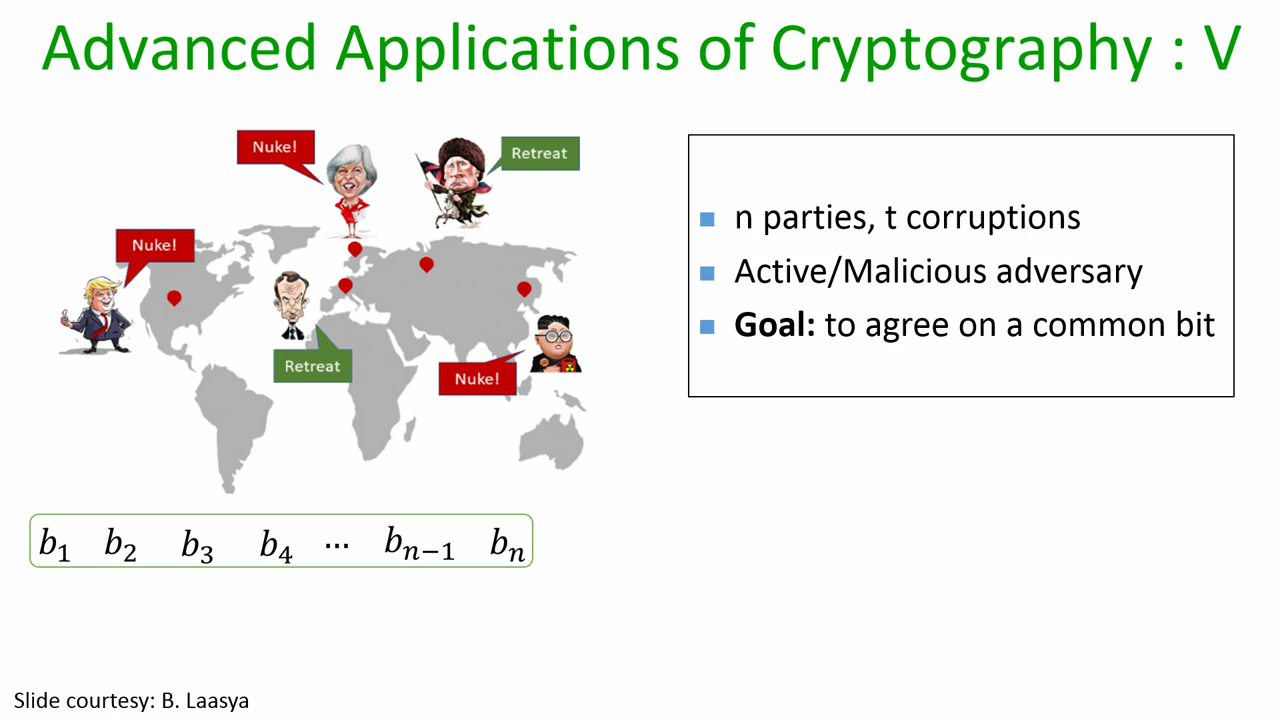 Advanced Applications of Cryptography : V
Nuke!
Retreat
Nuke!
Retreat
Nuke!
n parties, t corruptions
Active/Malicious adversary
Goal: to agree on a common bit
b₁ b₂ b₃ b₄ ⋯ bₙ₋₁ bₙ
Slide courtesy: B. Laasya